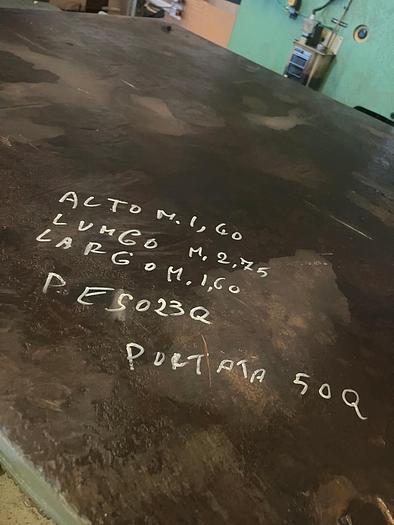 ALTO M. 1,60
LUNGO M. 2,75
LARGO M. 1,60
PESO 23Q
PORTATA 50Q